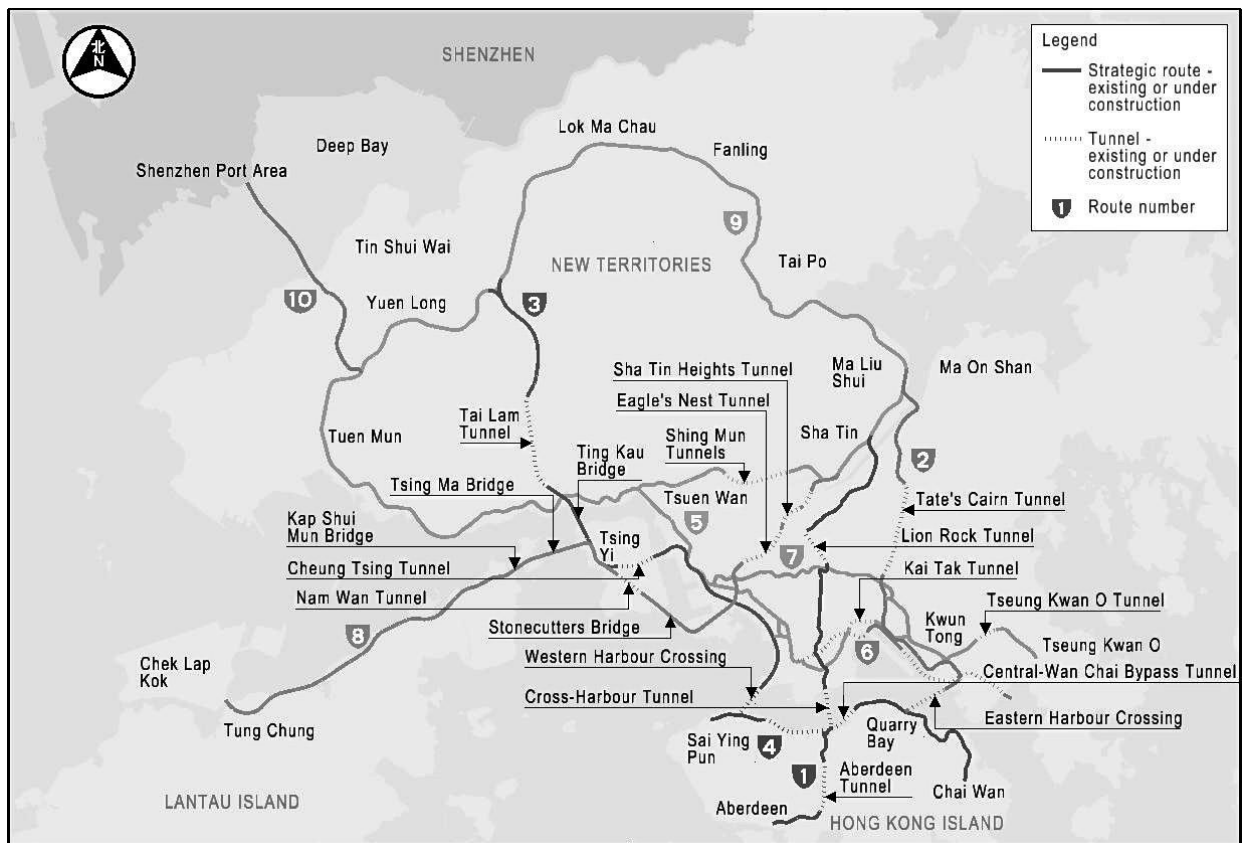 北
N
SHENZHEN
Legend
Strategic route -
existing or under
construction
Tunnel -
existing or under
construction
1 Route number
Lok Ma Chau
Deep Bay
Fanling
Shenzhen Port Area
9
Tin Shui Wai
NEW TERRITORIES
Tai Po
10
Yuen Long
3
Sha Tin Heights Tunnel
Ma Liu
Shui
Ma On Shan
Eagle's Nest Tunnel
Tai Lam
Tunnel
Tuen Mun
Ting Kau
Bridge
Shing Mun
Tunnels
Sha Tin
2
Tsing Ma Bridge
Tsuen Wan
Tate's Cairn Tunnel
Kap Shui
Mun Bridge
5
Tsing
Yi
Lion Rock Tunnel
7
Cheung Tsing Tunnel
Kai Tak Tunnel
Nam Wan Tunnel
Tseung Kwan O Tunnel
Kwun
Tong
Stonecutters Bridge
8
Tseung Kwan O
6
Western Harbour Crossing
Chek Lap
Kok
Central-Wan Chai Bypass Tunnel
Cross-Harbour Tunnel
Tung Chung
Quarry
Bay
Eastern Harbour Crossing
Sai Ying
Pun
4
1
Aberdeen
Tunnel
Chai Wan
LANTAU ISLAND
Aberdeen
HONG KONG ISLAND